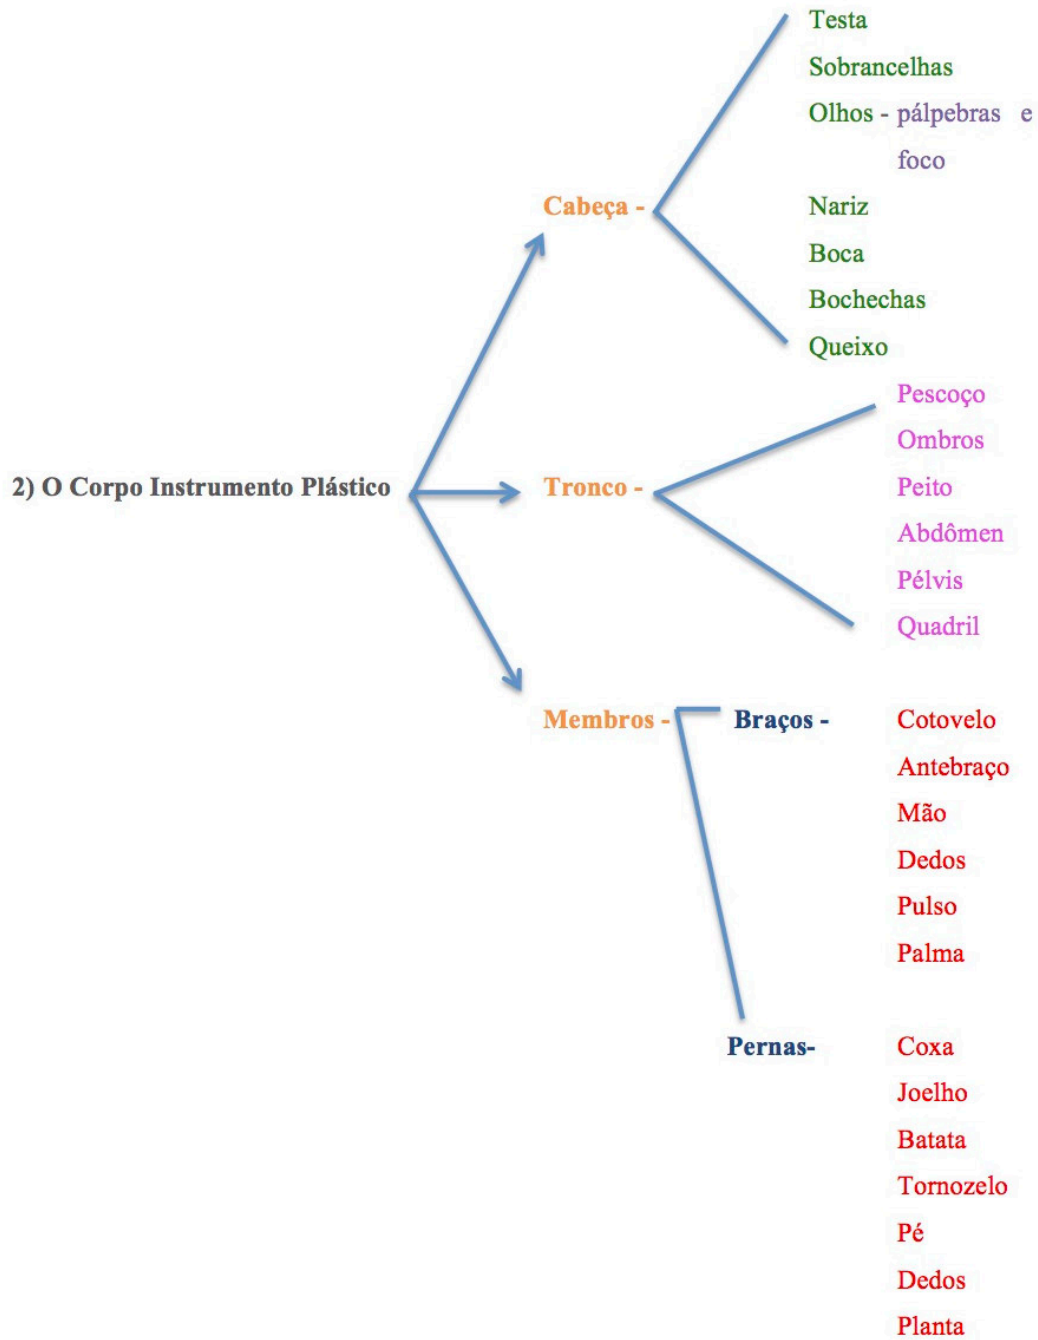 Testa
Sobrancelhas
Olhos - pálpebras e
foco
Cabeça -
Nariz
Boca
Bochechas
Queixo
Pescoço
Ombros
2) O Corpo Instrumento Plástico
Tronco -
Peito
Abdômen
Pélvis
Quadril
Membros -
Braços -
Cotovelo
Antebraço
Mão
Dedos
Pulso
Palma
Pernas-
Coxa
Joelho
Batata
Tornozelo
Pé
Dedos
Planta